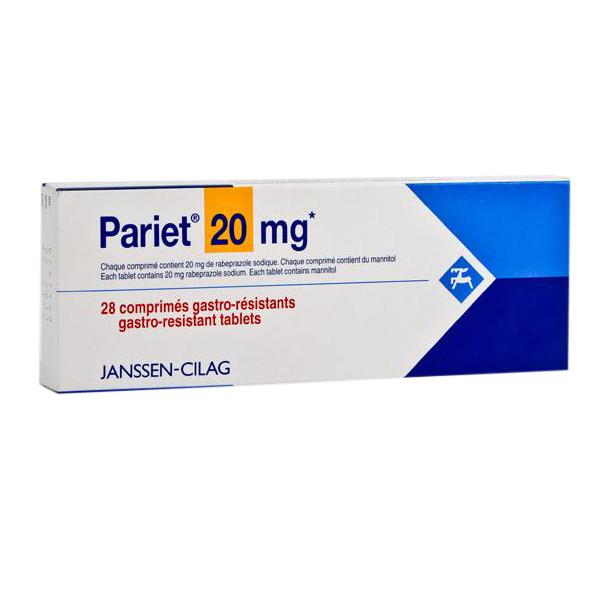 Pariet® 20 mg*
Chaque comprimé contient 20 mg de rabeprazole sodique. Chaque comprimé contient du mannitol
Each tablet contains 20 mg rabeprazole sodium. Each tablet contains mannitol
28 comprimés gastro-résistants
gastro-resistant tablets
JANSSEN-CILAG